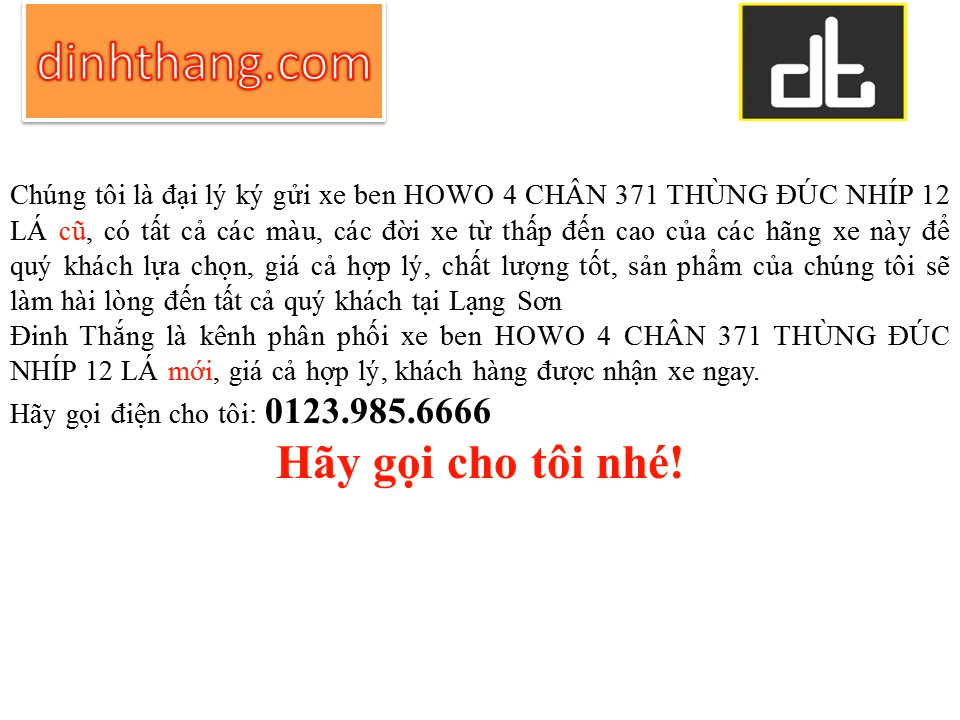 dinhthang.com
dt
Chúng tôi là đại lý ký gửi xe ben HOWO 4 CHÂN 371 THÙNG ĐÚC NHÍP 12
LÁ cũ, có tất cả các màu, các đời xe từ thấp đến cao của các hãng xe này để
quý khách lựa chọn, giá cả hợp lý, chất lượng tốt, sản phẩm của chúng tôi sẽ
làm hài lòng đến tất cả quý khách tại Lạng Sơn
Đinh Thắng là kênh phân phối xe ben HOWO 4 CHÂN 371 THÙNG ĐÚC
NHÍP 12 LÁ mới, giá cả hợp lý, khách hàng được nhận xe ngay.
Hãy gọi điện cho tôi: 0123.985.6666
Hãy gọi cho tôi nhé!